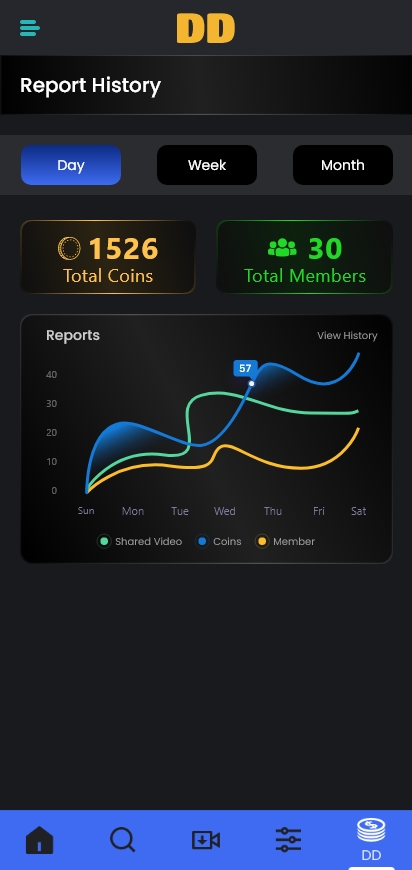 DD
Report History
Day Week Month
1526 30
Total Coins Total Members
Reports View History
57
40
30
20
10
0
Sun Mon Tue Wed Thu Fri Sat
Shared Video Coins Member
DD